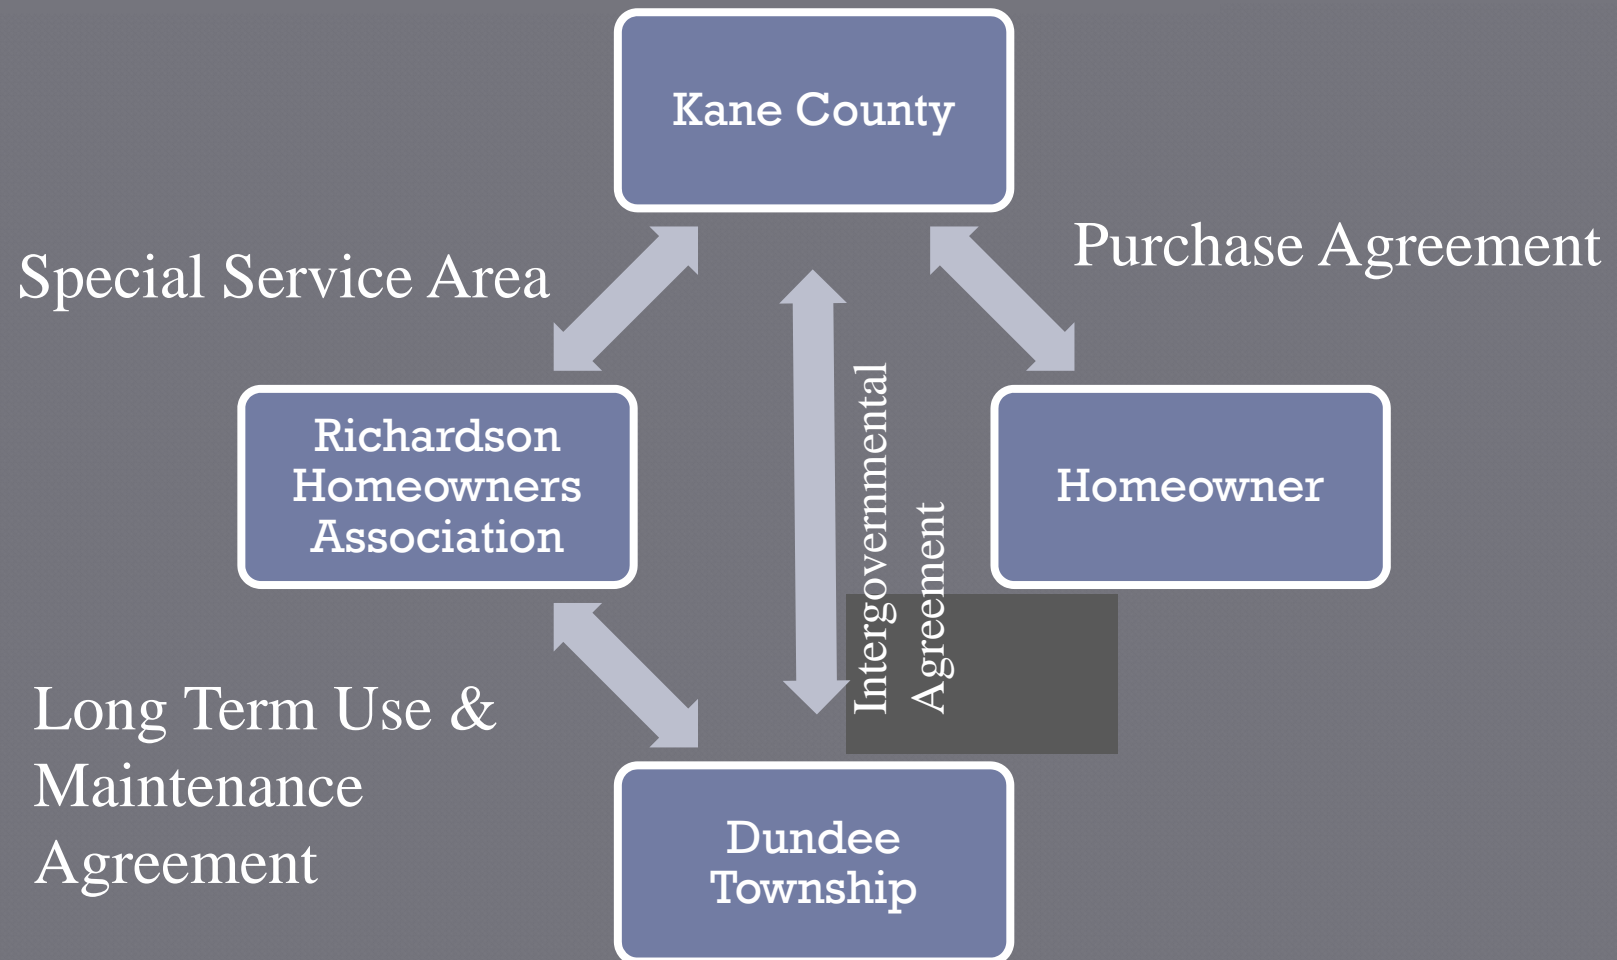 Kane County
Purchase Agreement
Special Service Area
Intergovernmental
Agreement
Richardson
Homeowners
Association
Homeowner
Long Term Use &
Maintenance
Agreement
Dundee
Township